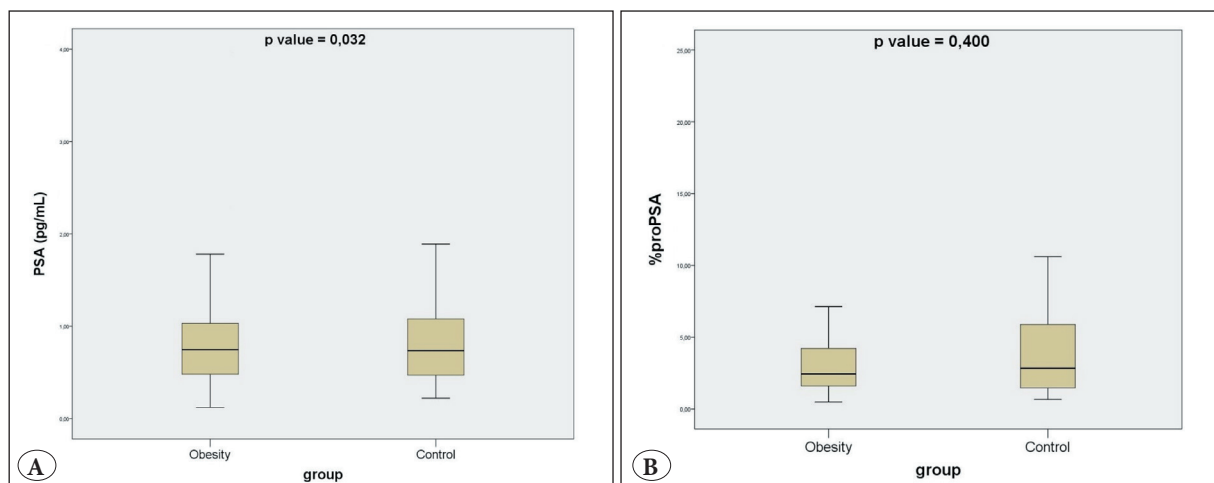 p value = 0,032
4,00
3,00
2,00
1,00
0,00
PSA (pg/mL)
Obesity
Control
group
A
p value = 0,400
25,00
20,00
15,00
10,00
5,00
0,00
%proPSA
Obesity
Control
group
B